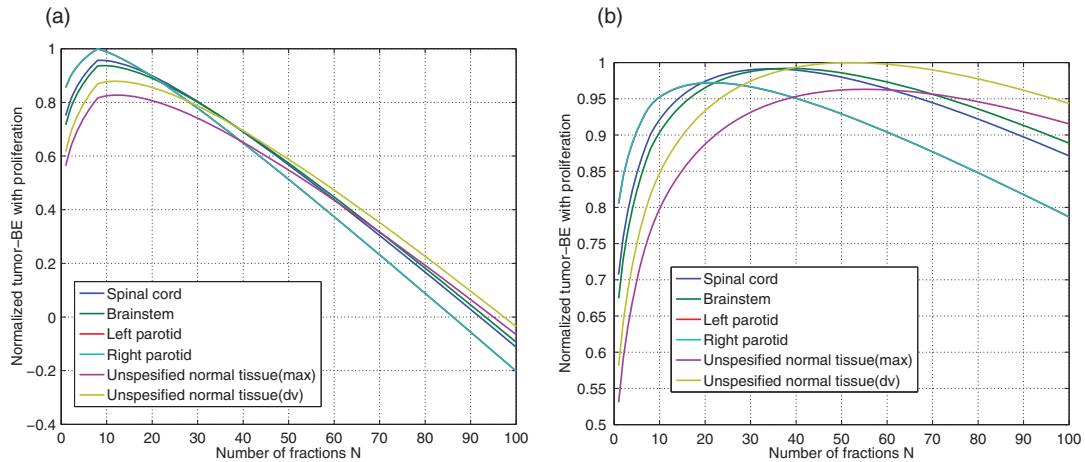 (a)
Normalized tumor–BE with proliferation
1
0.8
0.6
0.4
0.2
0
−0.2
−0.4
Spinal cord
Brainstem
Left parotid
Right parotid
Unspesified normal tissue(max)
Unspesified normal tissue(dv)
0 10 20 30 40 50 60 70 80 90 100
Number of fractions N
(b)
Normalized tumor–BE with proliferation
1
0.95
0.9
0.85
0.8
0.75
0.7
0.65
0.6
0.55
0.5
Spinal cord
Brainstem
Left parotid
Right parotid
Unspesified normal tissue(max)
Unspesified normal tissue(dv)
0 10 20 30 40 50 60 70 80 90 100
Number of fractions N